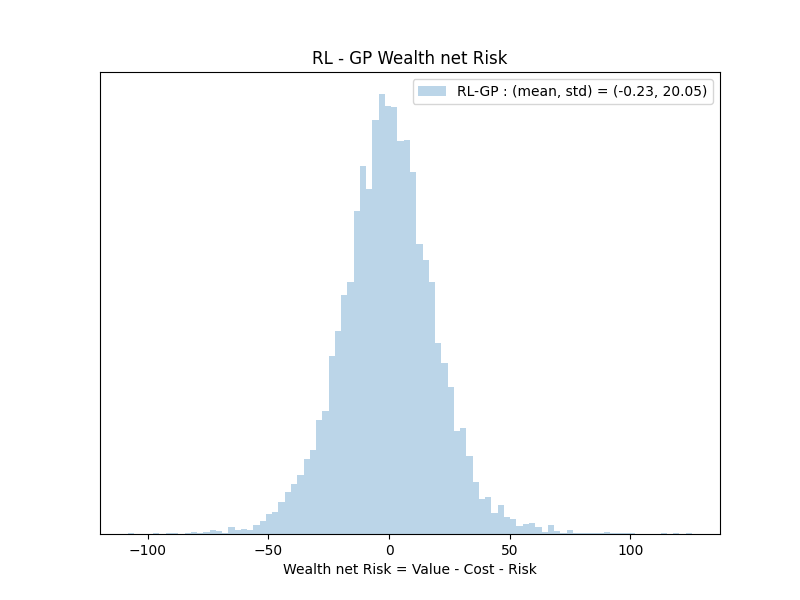 RL - GP Wealth net Risk
RL-GP : (mean, std) = (-0.23, 20.05)
−100 −50 0 50 100
Wealth net Risk = Value - Cost - Risk